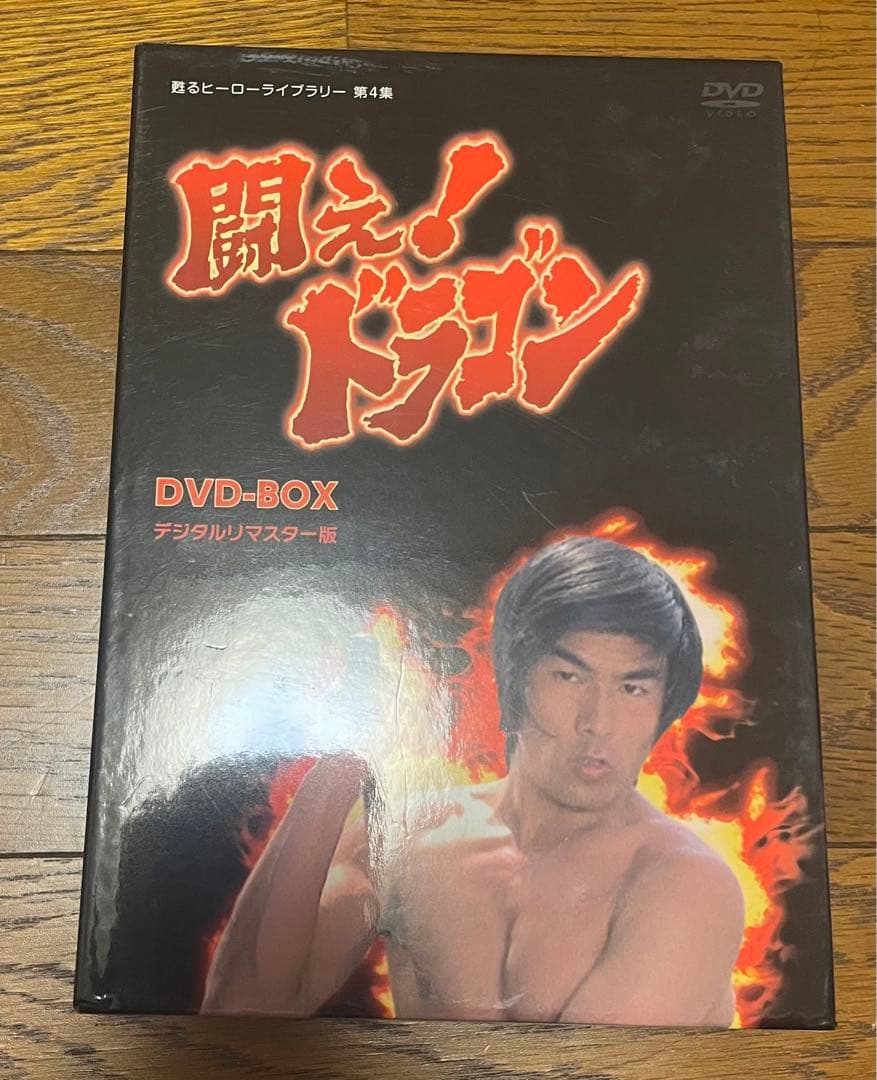 甦るヒーローライブラリー 第4集
DVD
VIDEO
闘え!
ドラゴン
DVD-BOX
デジタルリマスター版